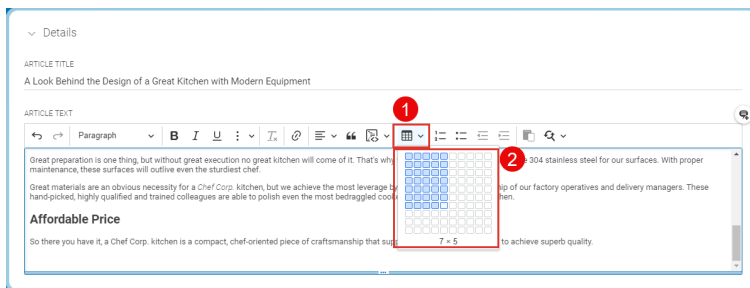 Details
ARTICLE TITLE
A Look Behind the Design of a Great Kitchen with Modern Equipment
ARTICLE TEXT
1
Paragraph B I U Tx
2
Great preparation is one thing, but without great execution no great kitchen will come of it. That's why 304 stainless steel for our surfaces. With proper
maintenance, these surfaces will outlive even the sturdiest chef.
Great materials are an obvious necessity for a Chef Corp. kitchen, but we achieve the most leverage by of our factory operatives and delivery managers. These
hand-picked, highly qualified and trained colleagues are able to polish even the most bedraggled
Affordable Price
So there you have it, a Chef Corp. kitchen is a compact, chef-oriented piece of craftsmanship that to achieve superb quality.
7 × 5